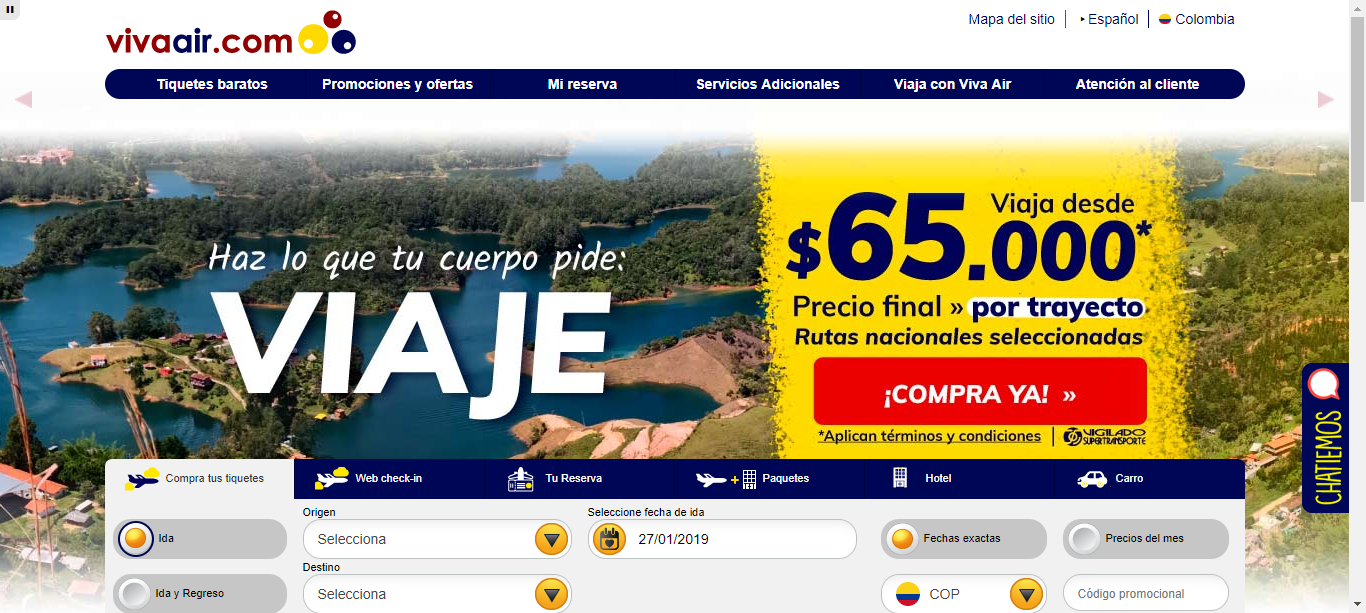 vivaair.com
Mapa del sitio
Español
Colombia
Tiquetes baratos
Promociones y ofertas
Mi reserva
Servicios Adicionales
Viaja con Viva Air
Atención al cliente
Haz lo que tu cuerpo pide:
VIAJE
Viaja desde
$65.000*
Precio final » por trayecto
Rutas nacionales seleccionadas
¡COMPRA YA! »
*Aplican términos y condiciones
VIGILADO
SUPERTRANSPORTE
CHATIEMOS
Compra tus tiquetes
Web check-in
Tu Reserva
Paquetes
Hotel
Carro
Origen
Seleccione fecha de ida
Ida
Selecciona
27/01/2019
Fechas exactas
Precios del mes
Destino
Ida y Regreso
Selecciona
COP
Código promocional